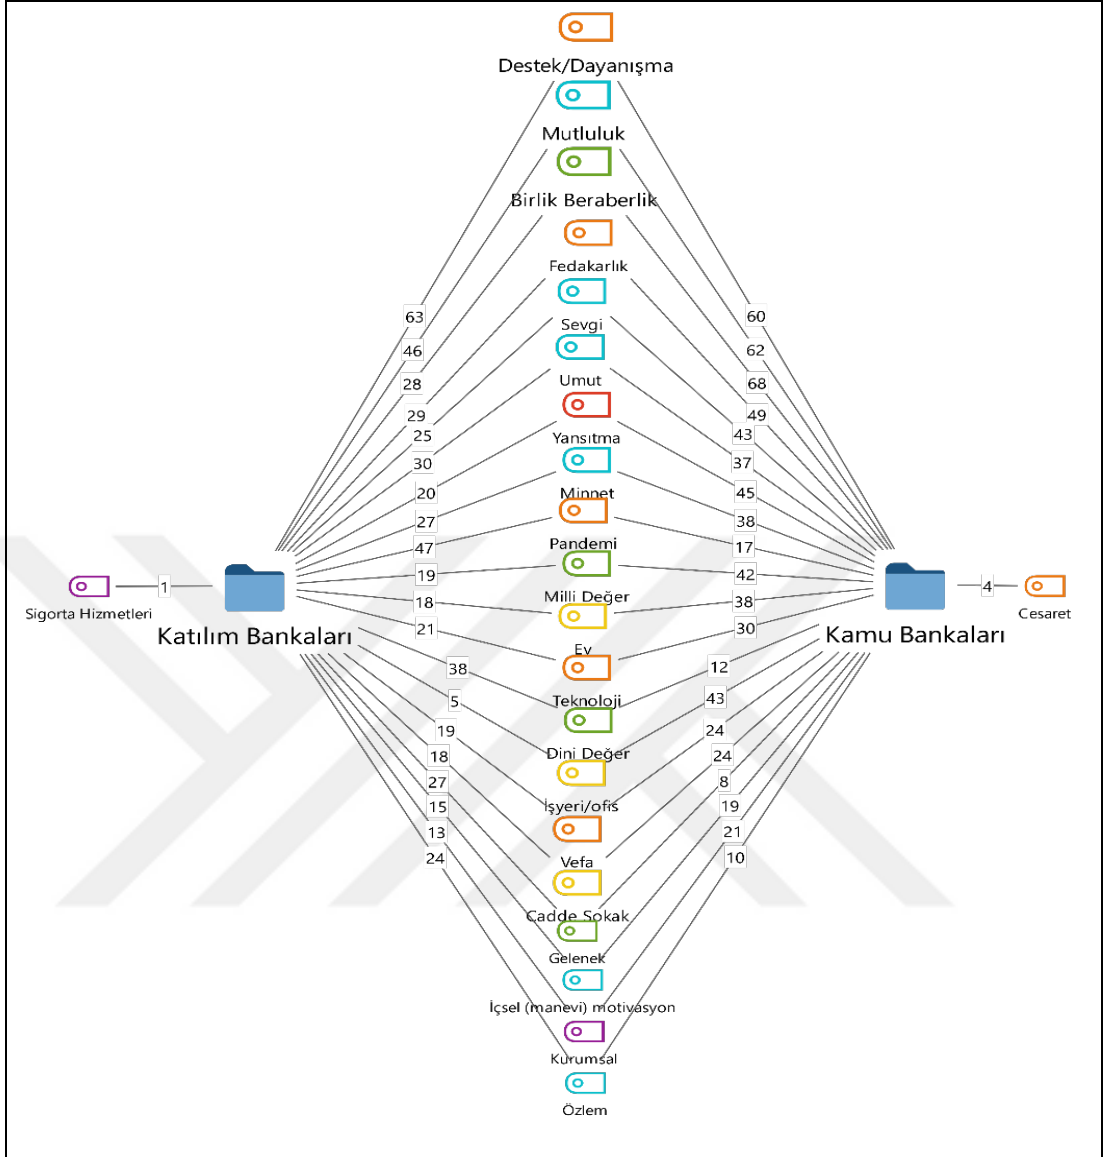 Destek/Dayanışma
Mutluluk
Birlik Beraberlik
Fedakarlık
Sevgi
63
60
46
62
Umut
28
68
29
49
25
43
Yansıtma
30
37
20
45
Minnet
27
38
Pandemi
47
17
19
42
1
4
Milli Değer
18
38
Sigorta Hizmetleri
Cesaret
Katılım Bankaları
Kamu Bankaları
21
30
Ev
38
12
Teknoloji
5
43
19
24
Dini Değer
18
24
27
8
İşyeri/ofis
15
19
13
21
24
10
Vefa
Cadde Sokak
Gelenek
İçsel (manevi) motivasyon
Kurumsal
Özlem